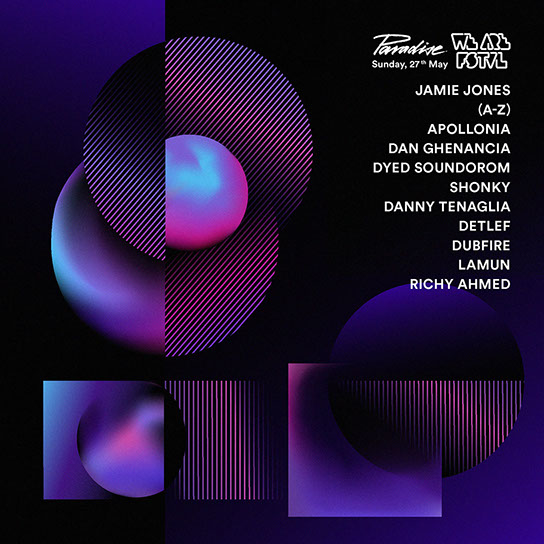 Paradise WE ARE
Sunday, 27th May FSTVL
JAMIE JONES
(A-Z)
APOLLONIA
DAN GHENANCIA
DYED SOUNDOROM
SHONKY
DANNY TENAGLIA
DETLEF
DUBFIRE
LAMUN
RICHY AHMED